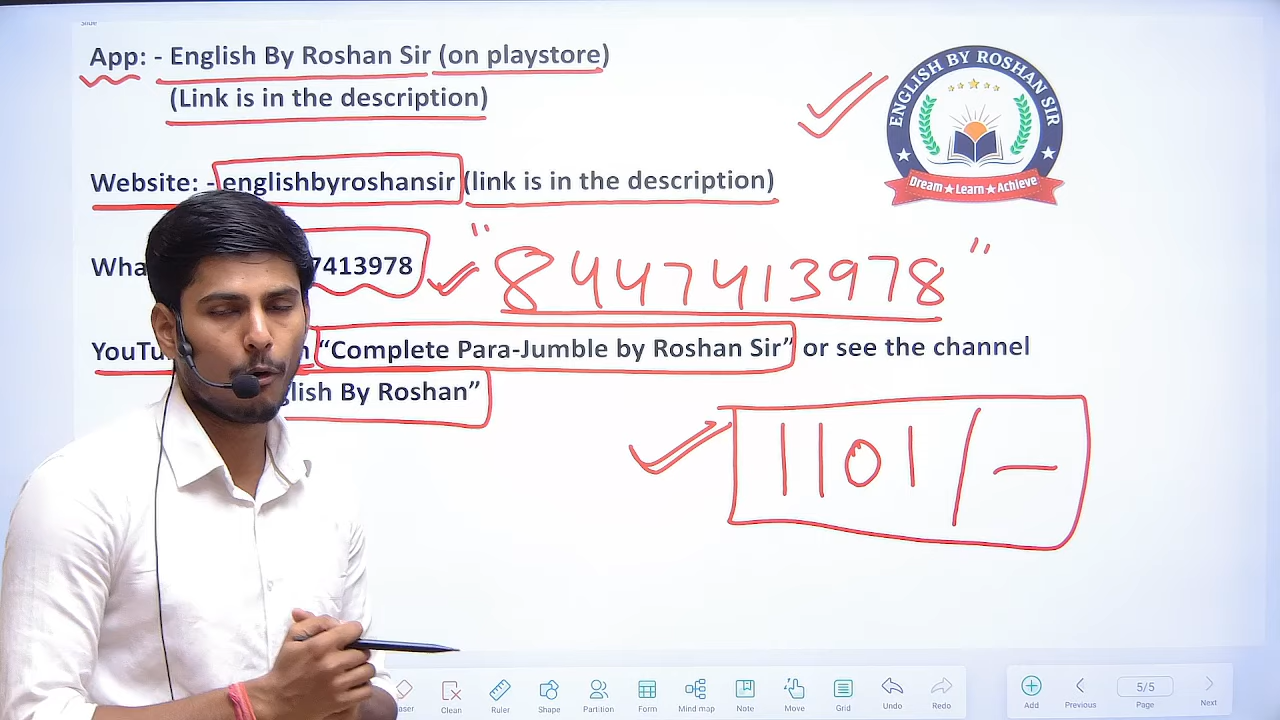 Slide
App: - English By Roshan Sir (on playstore)
(Link is in the description)
ENGLISH BY ROSHAN SIR
Dream★Learn★Achieve
Website: - englishbyroshansir (link is in the description)
Wha 7413978
" 8447413978 "
YouTu "Complete Para-Jumble by Roshan Sir" or see the channel
glish By Roshan"
1101/-
aser Clean Ruler Shape Partition Form Mind map Note Move Grid Undo Redo
5/5
Add Previous Page Next